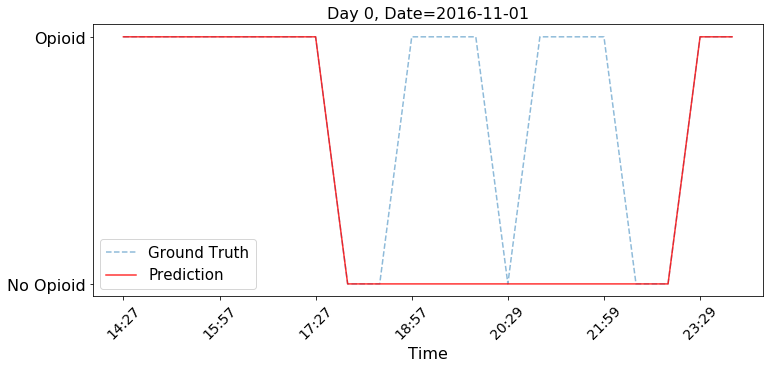 Day 0, Date=2016-11-01
Opioid
No Opioid
Ground Truth
Prediction
14:27
15:57
17:27
18:57
20:29
21:59
23:29
Time